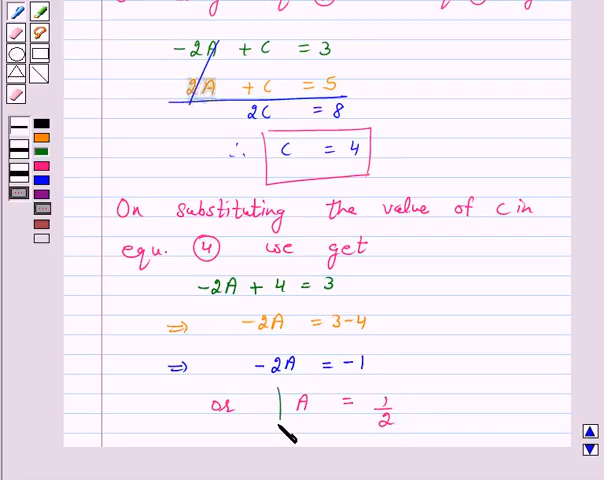 -2A + C = 3
2A + C = 5
2C = 8
∴ C = 4
On substituting the value of C in
equ. ④ we get
-2A + 4 = 3
⇒ -2A = 3-4
⇒ -2A = -1
or A = 1/2